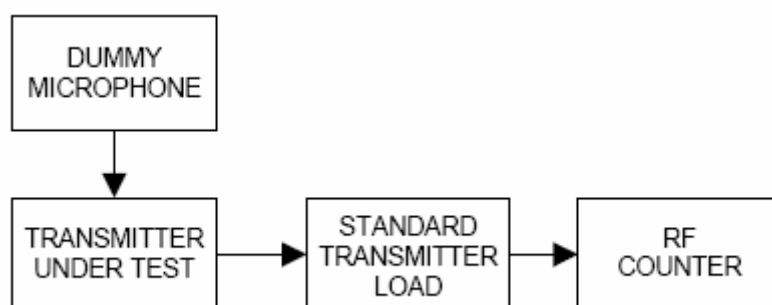 DUMMY
MICROPHONE
TRANSMITTER
UNDER TEST
STANDARD
TRANSMITTER
LOAD
RF
COUNTER